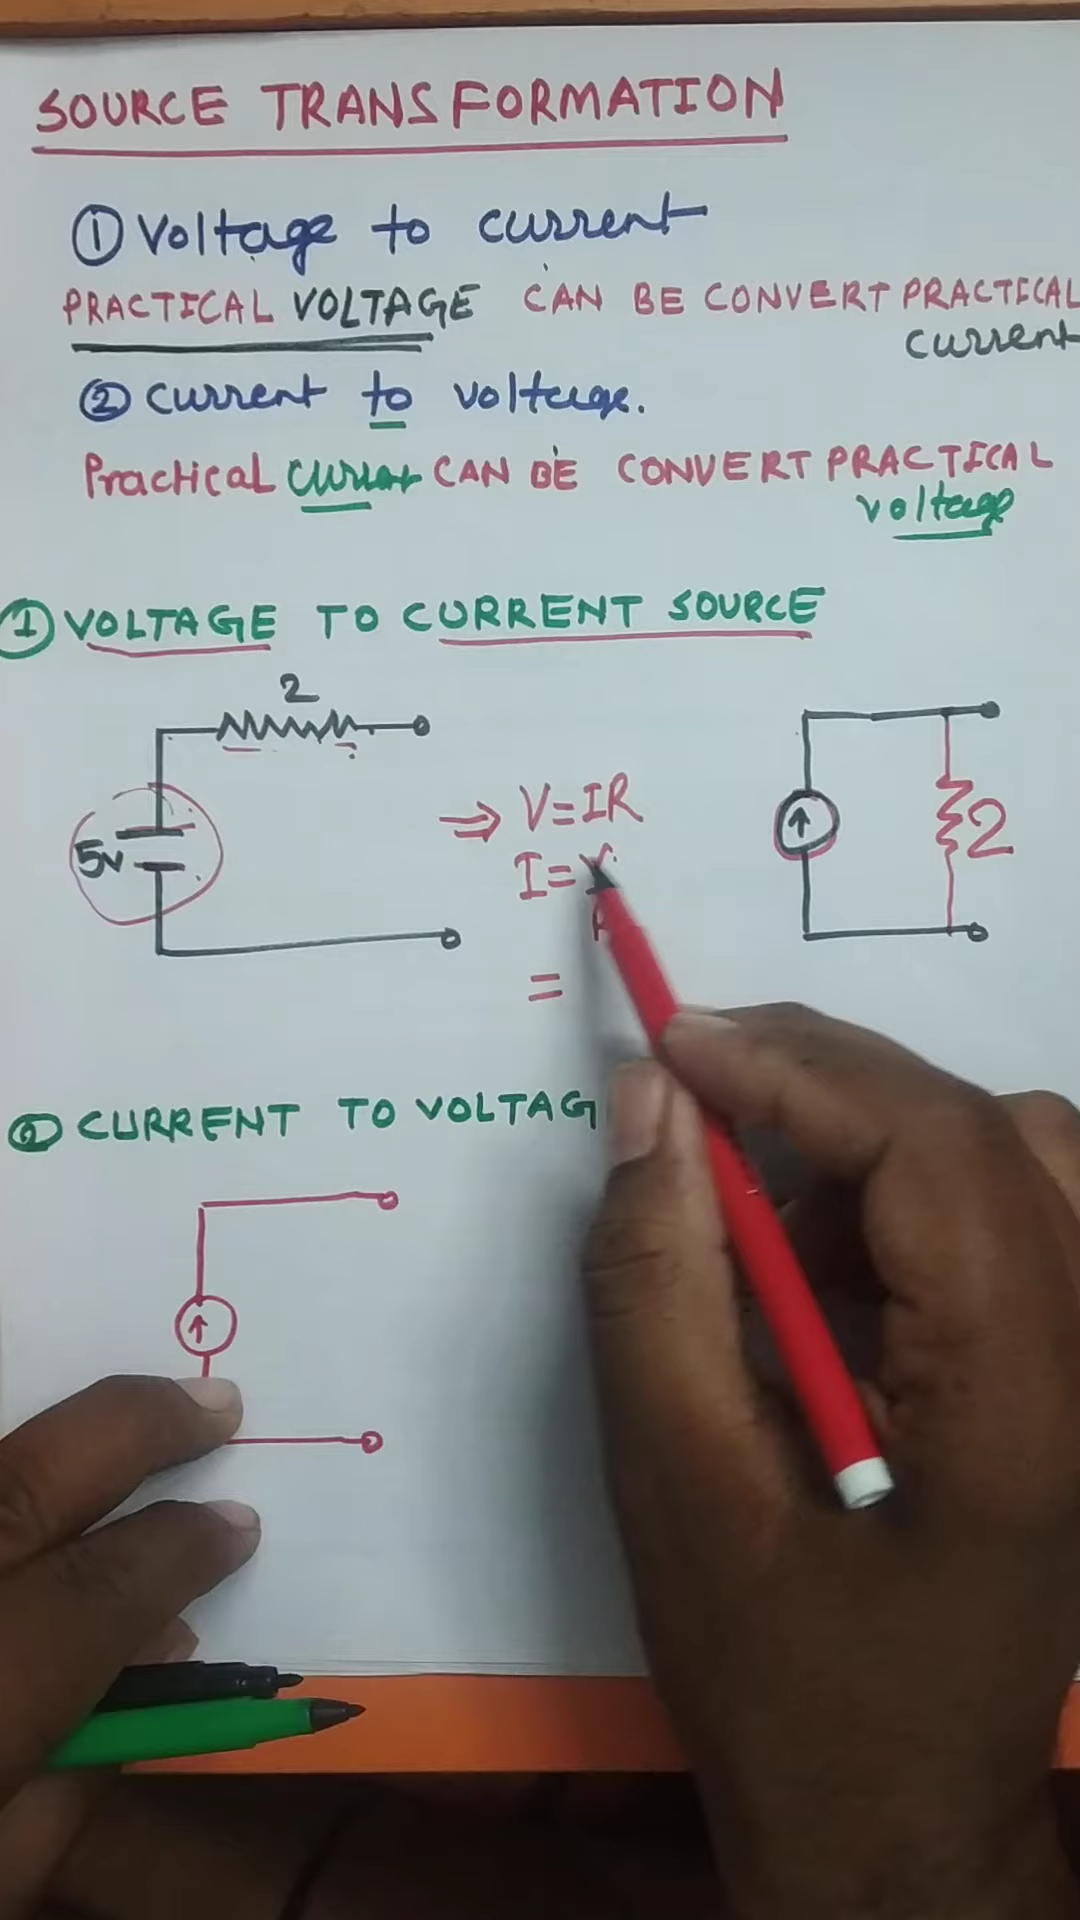 SOURCE TRANSFORMATION
① Voltage to current
PRACTICAL VOLTAGE CAN BE CONVERT PRACTICAL
current
② current to voltage.
Practical current CAN BE CONVERT PRACTICAL
voltage
① VOLTAGE TO CURRENT SOURCE
2
5v
⇒ V=IR
I=V
R
=
2
② CURRENT TO VOLTAG